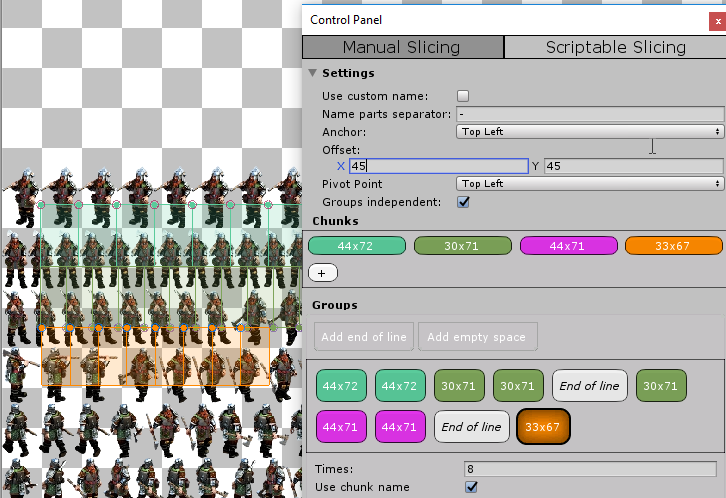 Control Panel
x
Manual Slicing Scriptable Slicing
Settings
Use custom name:
Name parts separator: -
Anchor: Top Left
Offset:
X 45 Y 45
Pivot Point Top Left
Groups independent:
Chunks
44x72 30x71 44x71 33x67
+
Groups
Add end of line Add empty space
44x72 44x72 30x71 30x71 End of line 30x71
44x71 44x71 End of line 33x67
Times: 8
Use chunk name